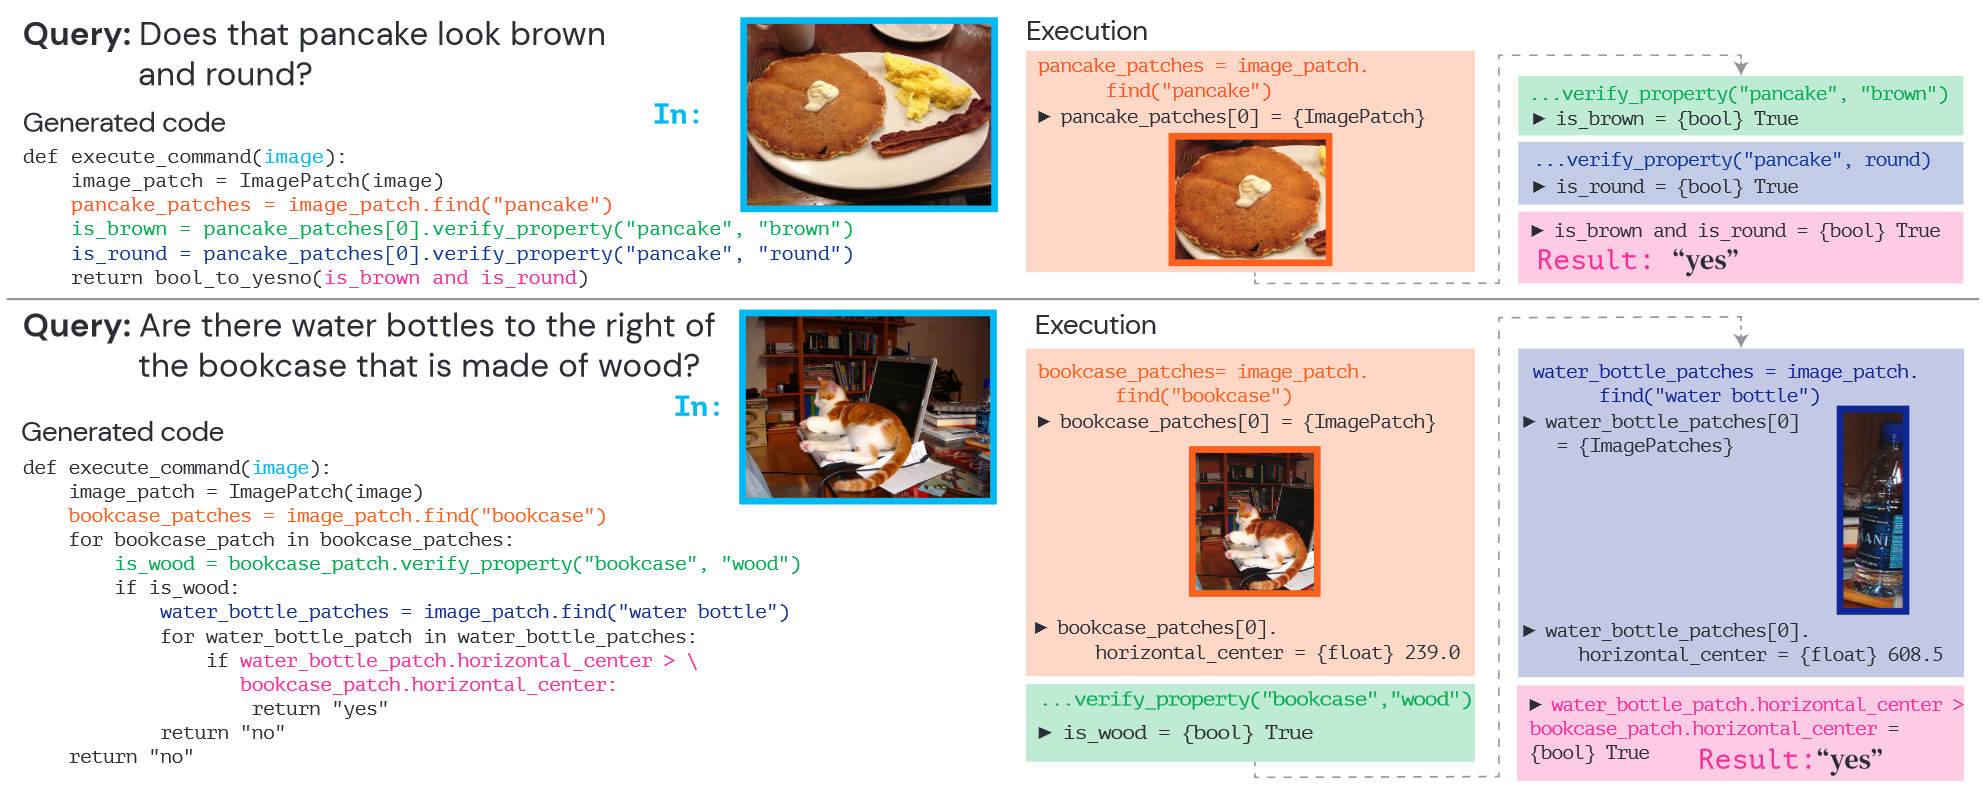 Query: Does that pancake look brown
and round?
In:
Generated code
def execute_command(image):
image_patch = ImagePatch(image)
pancake_patches = image_patch.find("pancake")
is_brown = pancake_patches[0].verify_property("pancake", "brown")
is_round = pancake_patches[0].verify_property("pancake", "round")
return bool_to_yesno(is_brown and is_round)
Execution
pancake_patches = image_patch.
find("pancake")
► pancake_patches[0] = {ImagePatch}
...verify_property("pancake", "brown")
► is_brown = {bool} True
...verify_property("pancake", round)
► is_round = {bool} True
► is_brown and is_round = {bool} True
Result: “yes”
Query: Are there water bottles to the right of
the bookcase that is made of wood?
In:
Generated code
def execute_command(image):
image_patch = ImagePatch(image)
bookcase_patches = image_patch.find("bookcase")
for bookcase_patch in bookcase_patches:
is_wood = bookcase_patch.verify_property("bookcase", "wood")
if is_wood:
water_bottle_patches = image_patch.find("water bottle")
for water_bottle_patch in water_bottle_patches:
if water_bottle_patch.horizontal_center > \
bookcase_patch.horizontal_center:
return "yes"
return "no"
return "no"
Execution
bookcase_patches= image_patch.
find("bookcase")
► bookcase_patches[0] = {ImagePatch}
► bookcase_patches[0].
horizontal_center = {float} 239.0
...verify_property("bookcase","wood")
► is_wood = {bool} True
water_bottle_patches = image_patch.
find("water bottle")
► water_bottle_patches[0]
= {ImagePatches}
ANI
► water_bottle_patches[0].
horizontal_center = {float} 608.5
► water_bottle_patch.horizontal_center >
bookcase_patch.horizontal_center =
{bool} True
Result:“yes”